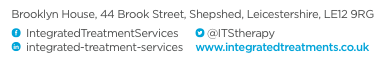 Brooklyn House, 44 Brook Street, Shepshed, Leicestershire, LE12 9RG
IntegratedTreatmentServices @ITStherapy
integrated-treatment-services www.integratedtreatments.co.uk